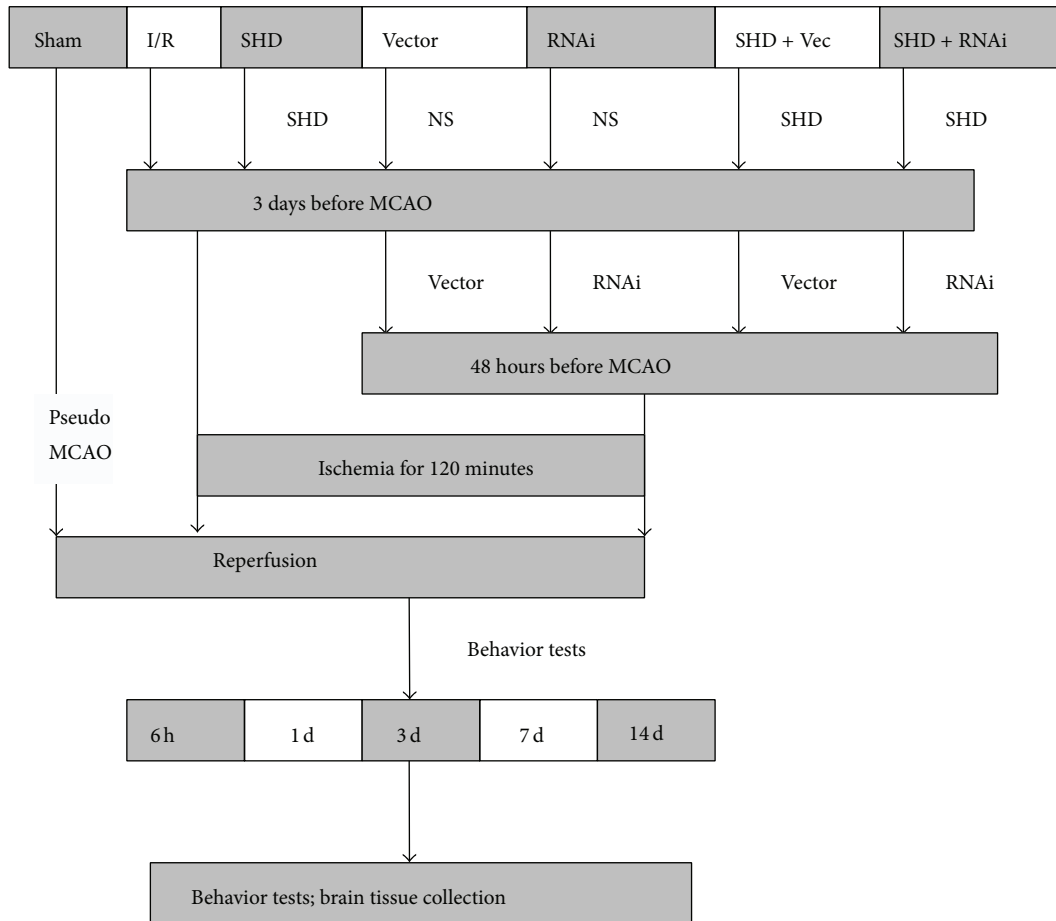 Sham I/R SHD Vector RNAi SHD + Vec SHD + RNAi
SHD NS NS SHD SHD
3 days before MCAO
Vector RNAi Vector RNAi
48 hours before MCAO
Pseudo
MCAO
Ischemia for 120 minutes
Reperfusion
Behavior tests
6 h 1 d 3 d 7 d 14 d
Behavior tests; brain tissue collection